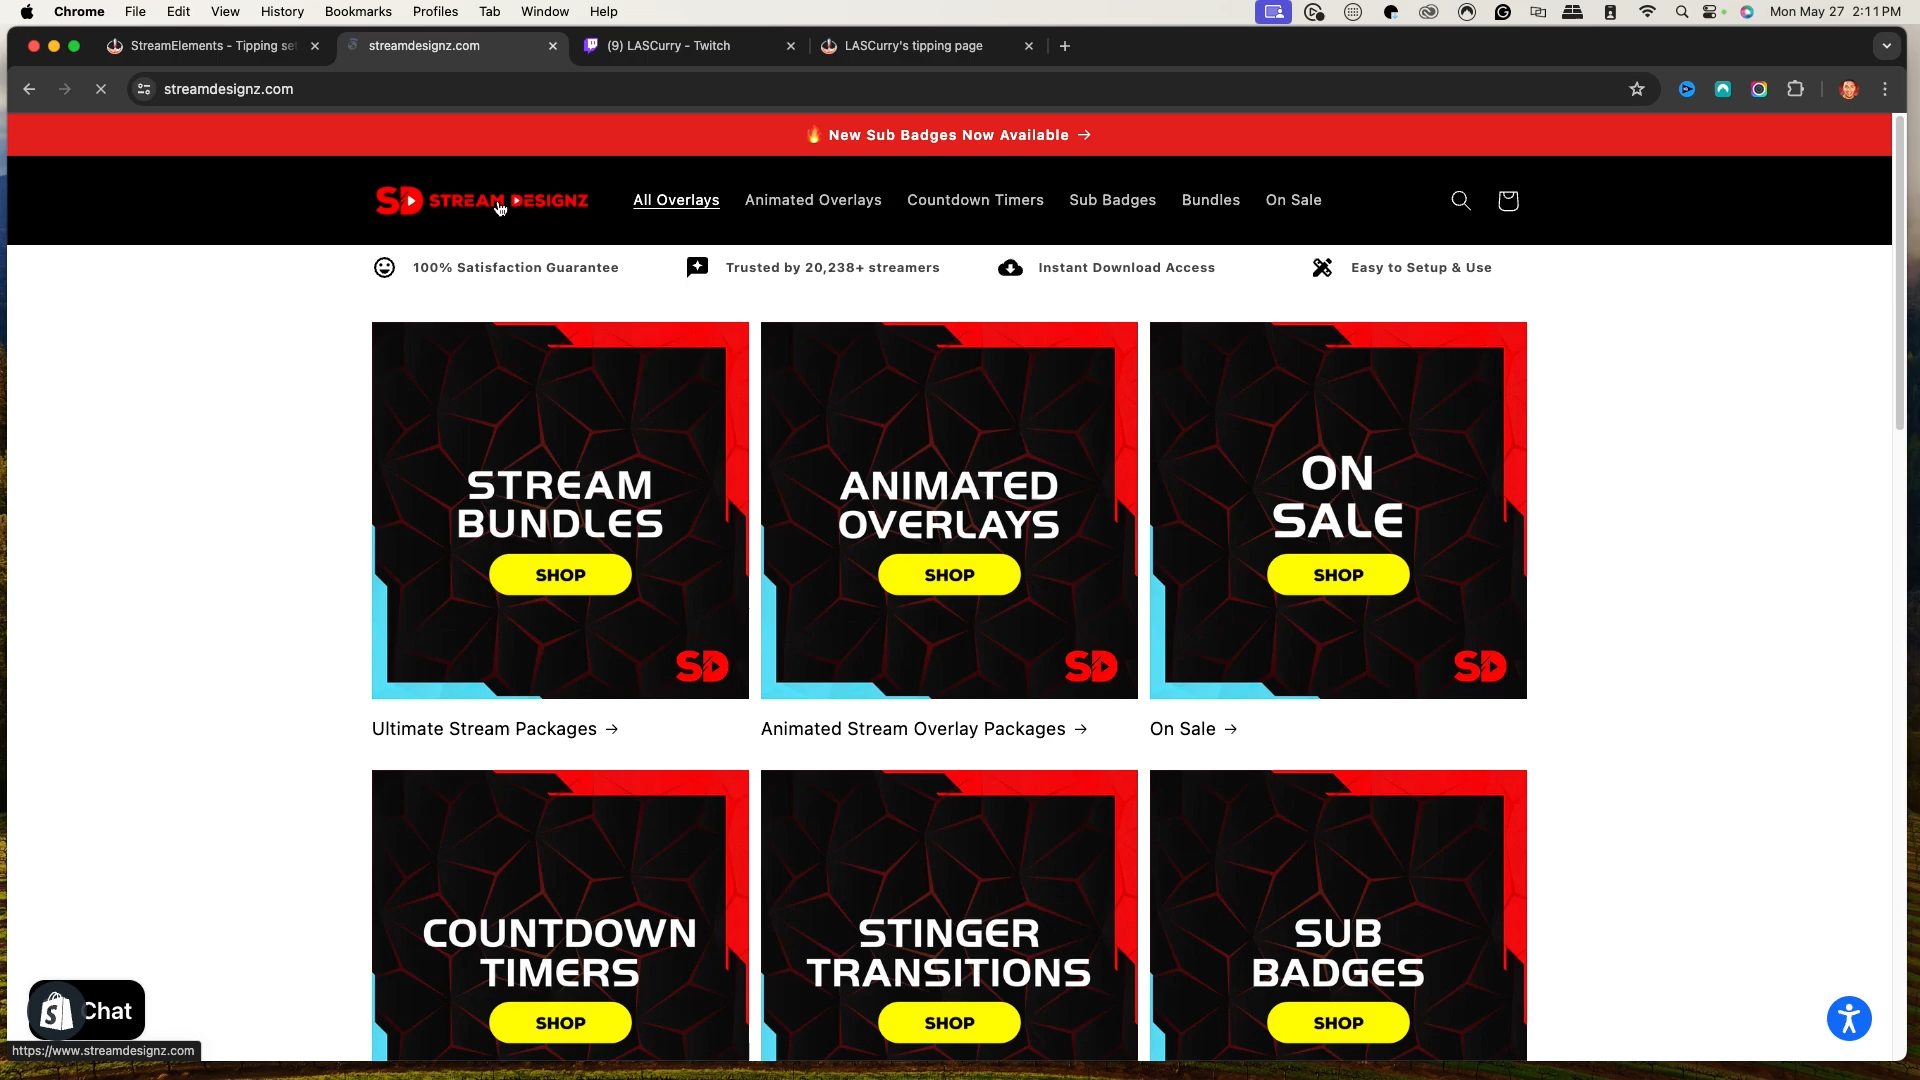 Chrome File Edit View History Bookmarks Profiles Tab Window Help Mon May 27 2:11 PM
StreamElements - Tipping set streamdesignz.com (9) LASCurry - Twitch LASCurry's tipping page
streamdesignz.com
🔥 New Sub Badges Now Available →
SD STREAM DESIGNZ All Overlays Animated Overlays Countdown Timers Sub Badges Bundles On Sale
100% Satisfaction Guarantee Trusted by 20,238+ streamers Instant Download Access Easy to Setup & Use
STREAM
BUNDLES
SHOP
SD
ANIMATED
OVERLAYS
SHOP
SD
ON
SALE
SHOP
SD
Ultimate Stream Packages → Animated Stream Overlay Packages → On Sale →
COUNTDOWN
TIMERS
SHOP
STINGER
TRANSITIONS
SHOP
SUB
BADGES
SHOP
Chat
https://www.streamdesignz.com